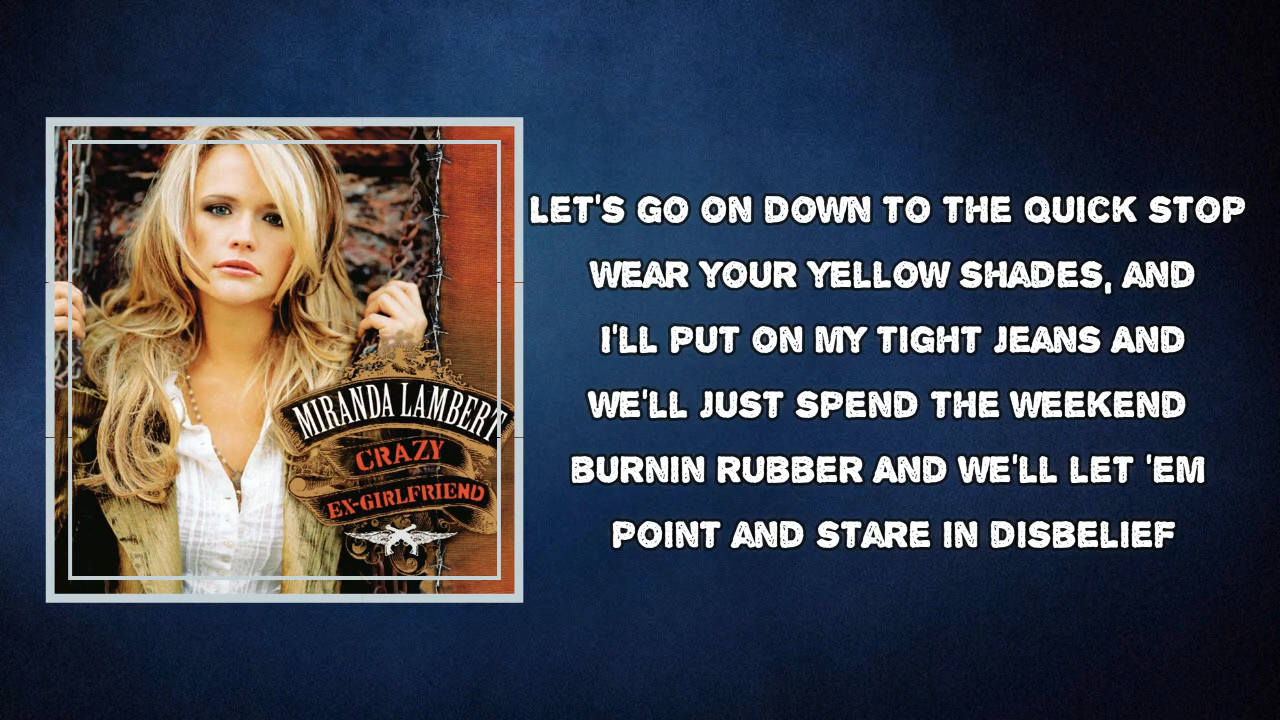 MIRANDA LAMBERT
CRAZY
EX-GIRLFRIEND
LET'S GO ON DOWN TO THE QUICK STOP
WEAR YOUR YELLOW SHADES, AND
I'LL PUT ON MY TIGHT JEANS AND
WE'LL JUST SPEND THE WEEKEND
BURNIN RUBBER AND WE'LL LET 'EM
POINT AND STARE IN DISBELIEF